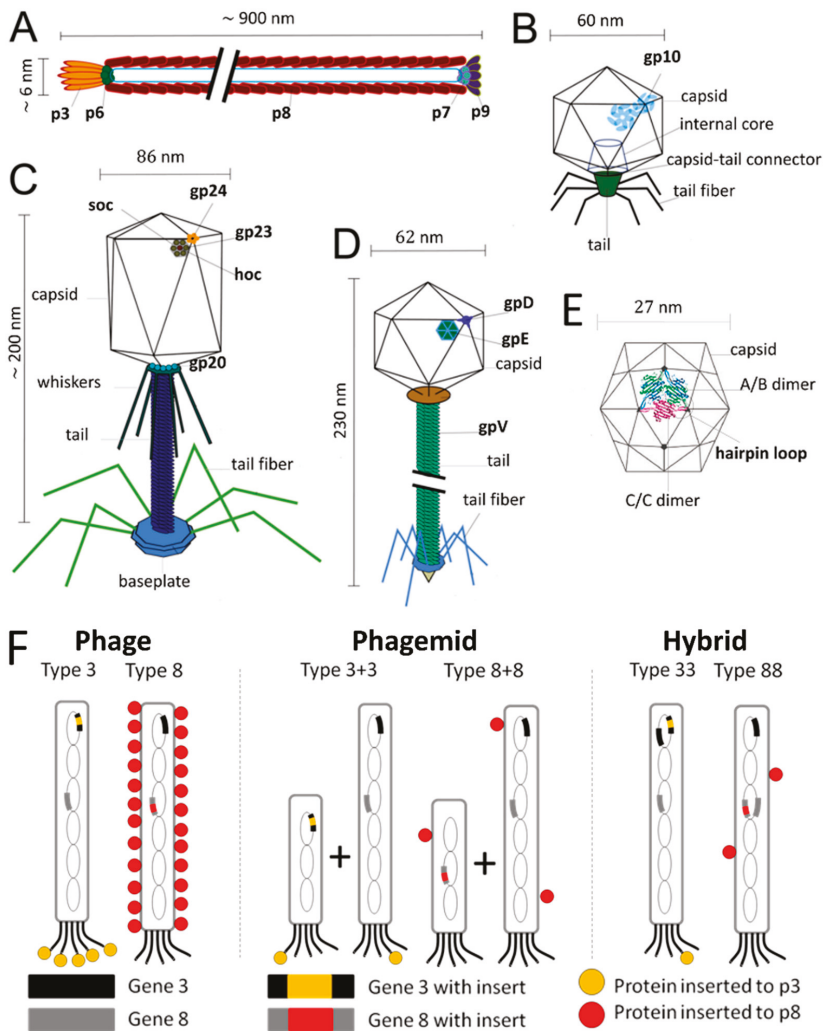 A
~ 900 nm
~ 6 nm
p3
p6
p8
p7
p9
B
60 nm
gp10
capsid
internal core
capsid-tail connector
tail fiber
tail
C
86 nm
~ 200 nm
soc
gp24
gp23
hoc
capsid
gp20
whiskers
tail
tail fiber
baseplate
D
62 nm
230 nm
gpD
gpE
capsid
gpV
tail
tail fiber
E
27 nm
capsid
A/B dimer
hairpin loop
C/C dimer
F
Phage
Phagemid
Hybrid
Type 3
Type 8
Type 3+3
Type 8+8
Type 33
Type 88
+
+
Gene 3
Gene 3 with insert
Protein inserted to p3
Gene 8
Gene 8 with insert
Protein inserted to p8